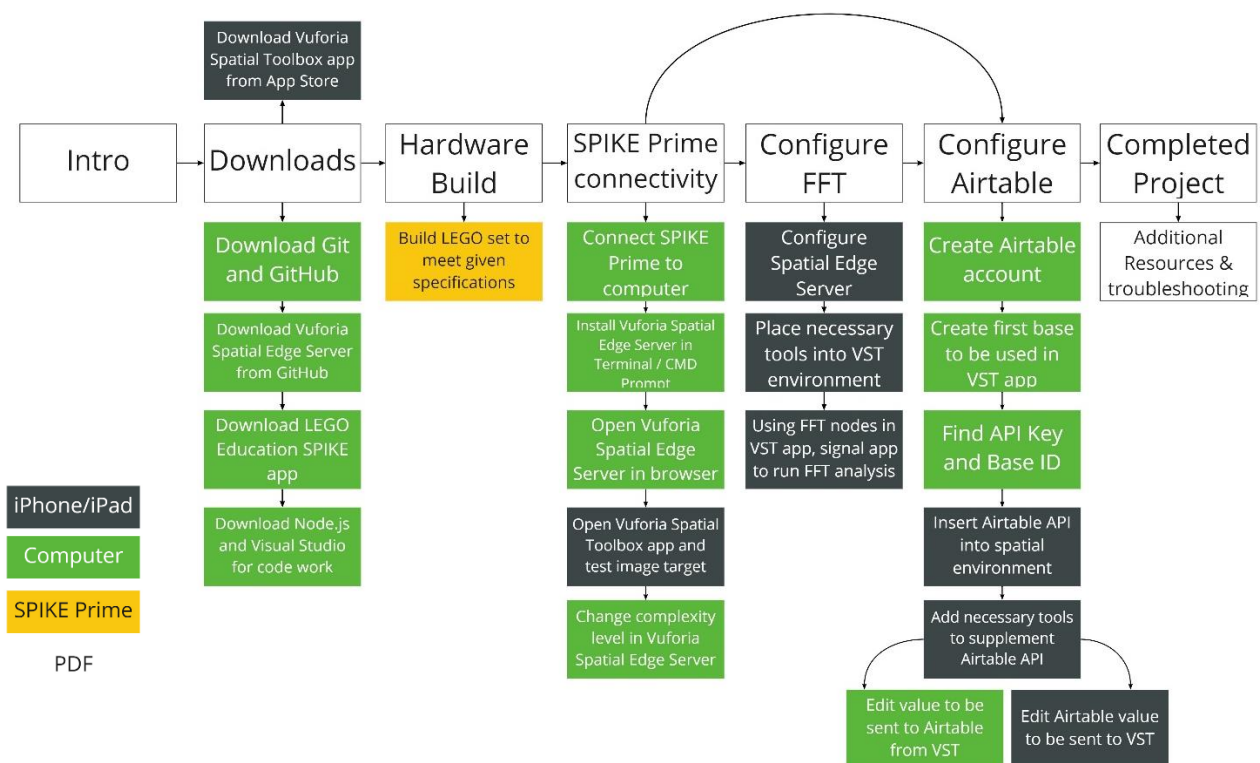 Download Vuforia
Spatial Toolbox app
from App Store
Intro
Downloads
Hardware
Build
SPIKE Prime
connectivity
Configure
FFT
Configure
Airtable
Completed
Project
Download Git
and GitHub
Download Vuforia
Spatial Edge Server
from GitHub
Download LEGO
Education SPIKE
app
Download Node.js
and Visual Studio
for code work
Build LEGO set to
meet given
specifications
Connect SPIKE
Prime to
computer
Install Vuforia Spatial
Edge Server in
Terminal / CMD
Prompt
Open Vuforia
Spatial Edge
Server in browser
Open Vuforia Spatial
Toolbox app and
test image target
Change complexity
level in Vuforia
Spatial Edge Server
Configure
Spatial Edge
Server
Place necessary
tools into VST
environment
Using FFT nodes in
VST app, signal app
to run FFT analysis
Create Airtable
account
Create first base
to be used in
VST app
Find API Key
and Base ID
Insert Airtable API
into spatial
environment
Add necessary tools
to supplement
Airtable API
Edit value to be
sent to Airtable
from VST
Edit Airtable value
to be sent to VST
Additional
Resources &
troubleshooting
iPhone/iPad
Computer
SPIKE Prime
PDF